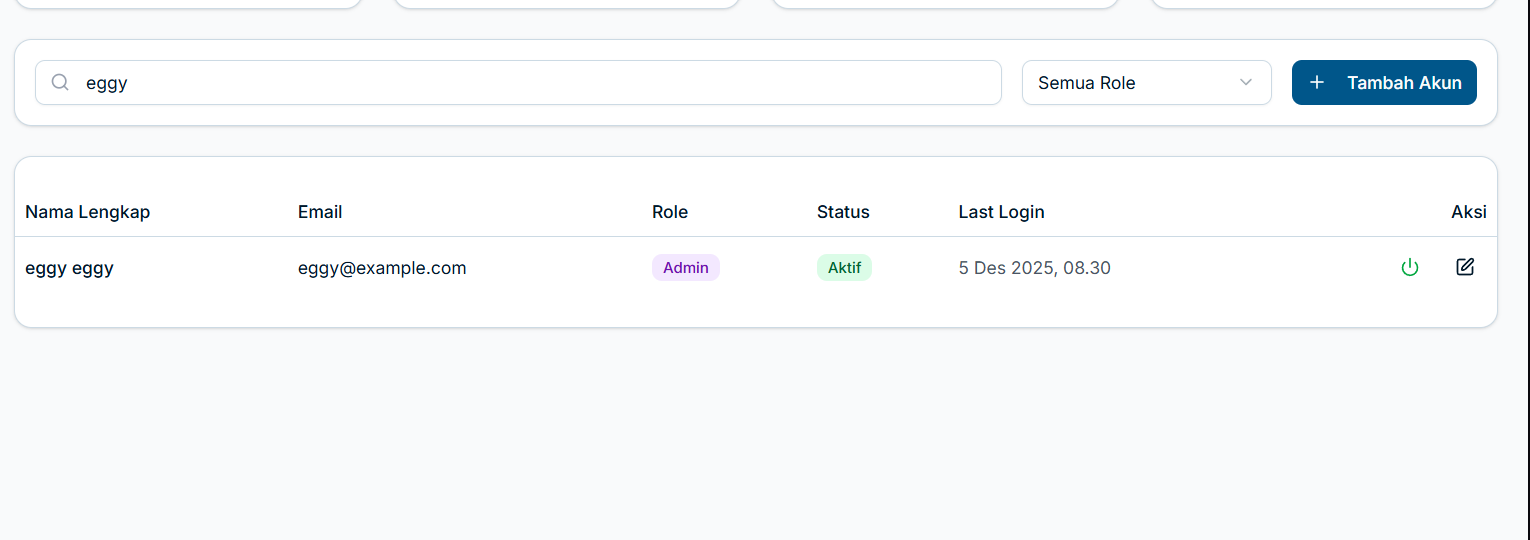 eggy Semua Role Tambah Akun
Nama Lengkap Email Role Status Last Login Aksi
eggy eggy eggy@example.com Admin Aktif 5 Des 2025, 08.30